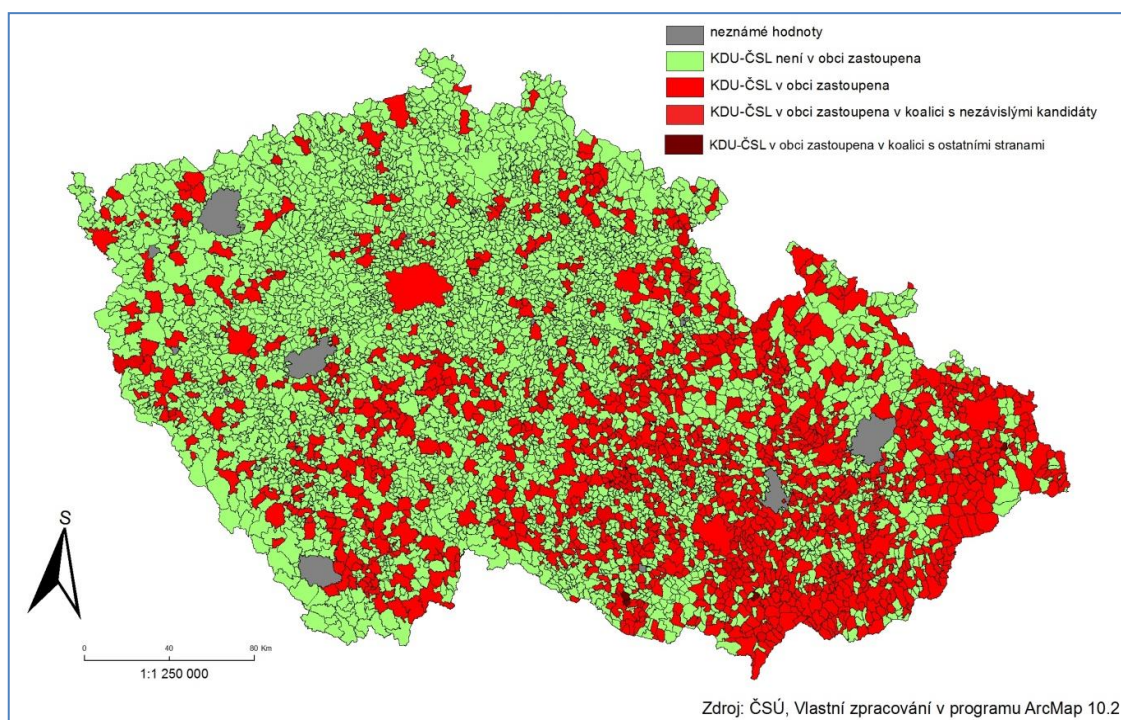 neznámé hodnoty
KDU-ČSL není v obci zastoupena
KDU-ČSL v obci zastoupena
KDU-ČSL v obci zastoupena v koalici s nezávislými kandidáty
KDU-ČSL v obci zastoupena v koalici s ostatními stranami
S
0 40 80 Km
1:1 250 000
Zdroj: ČSÚ, Vlastní zpracování v programu ArcMap 10.2